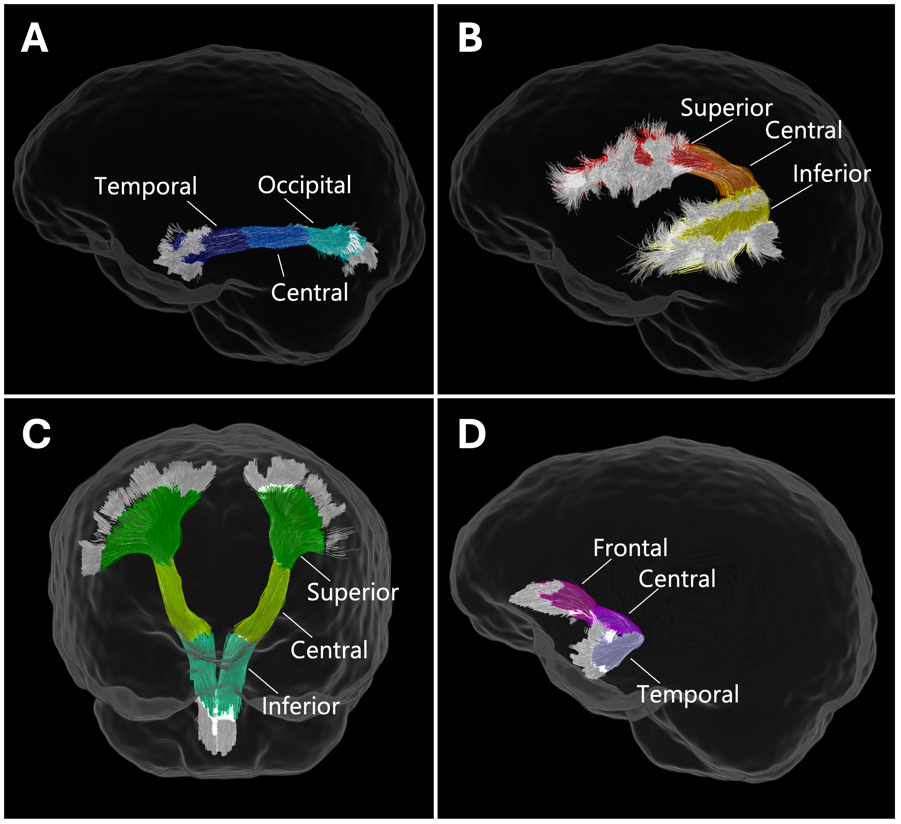 A
Temporal
Occipital
Central
B
Superior
Central
Inferior
C
Superior
Central
Inferior
D
Frontal
Central
Temporal